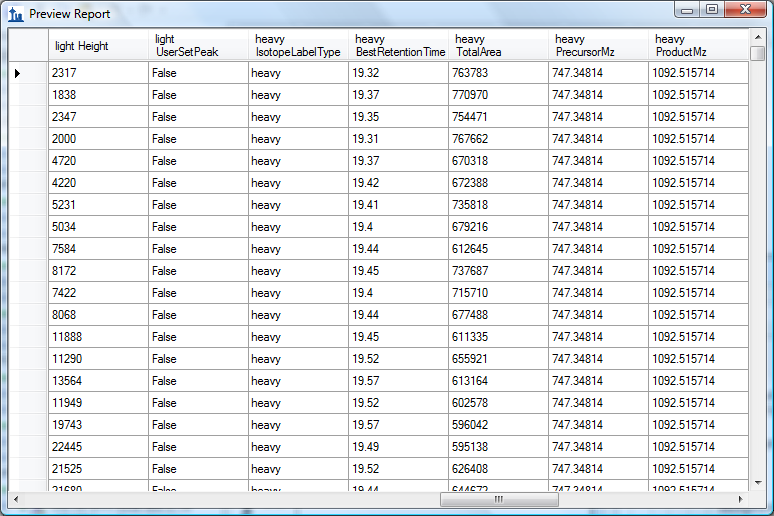 Preview Report
light Height light UserSetPeak heavy IsotopeLabelType heavy BestRetentionTime heavy TotalArea heavy PrecursorMz heavy ProductMz
2317 False heavy 19.32 763783 747.34814 1092.515714
1838 False heavy 19.37 770970 747.34814 1092.515714
2347 False heavy 19.35 754471 747.34814 1092.515714
2000 False heavy 19.31 767662 747.34814 1092.515714
4720 False heavy 19.37 670318 747.34814 1092.515714
4220 False heavy 19.42 672388 747.34814 1092.515714
5231 False heavy 19.41 735818 747.34814 1092.515714
5034 False heavy 19.4 679216 747.34814 1092.515714
7584 False heavy 19.44 612645 747.34814 1092.515714
8172 False heavy 19.45 737687 747.34814 1092.515714
7422 False heavy 19.4 715710 747.34814 1092.515714
8068 False heavy 19.44 677488 747.34814 1092.515714
11888 False heavy 19.45 611335 747.34814 1092.515714
11290 False heavy 19.52 655921 747.34814 1092.515714
13564 False heavy 19.57 613164 747.34814 1092.515714
11949 False heavy 19.52 602578 747.34814 1092.515714
19743 False heavy 19.57 596042 747.34814 1092.515714
22445 False heavy 19.49 595138 747.34814 1092.515714
21525 False heavy 19.52 626408 747.34814 1092.515714
21680 False heavy 19.44 644672 747.34814 1092.515714